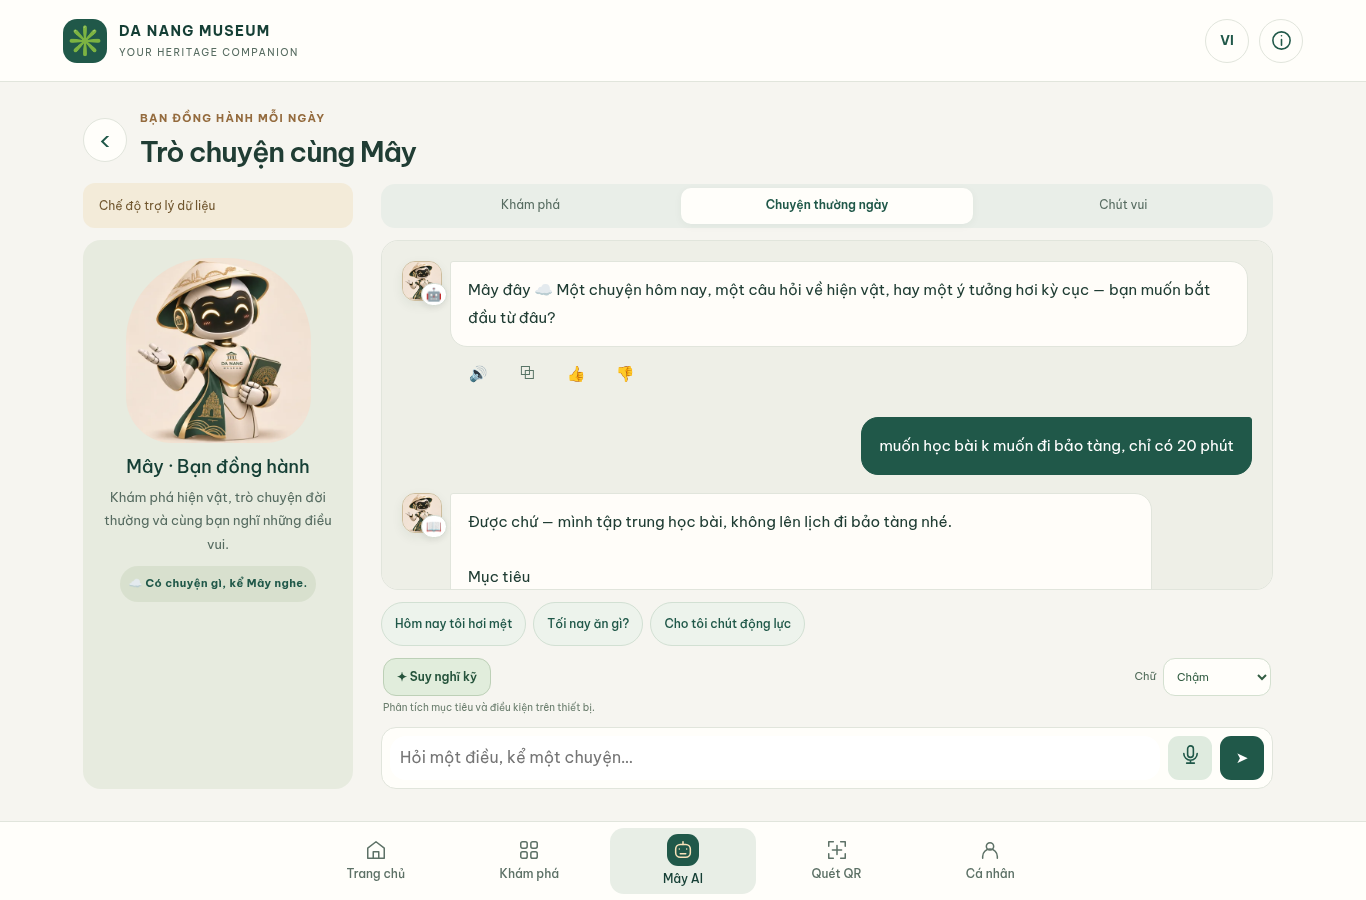 DA NANG MUSEUM
YOUR HERITAGE COMPANION
VI
BẠN ĐỒNG HÀNH MỖI NGÀY
Trò chuyện cùng Mây
Chế độ trợ lý dữ liệu
Khám phá
Chuyện thường ngày
Chút vui
DA NANG
MUSEUM
Mây · Bạn đồng hành
Khám phá hiện vật, trò chuyện đời
thường và cùng bạn nghĩ những điều
vui.
☁️ Có chuyện gì, kể Mây nghe.
Mây đây ☁️ Một chuyện hôm nay, một câu hỏi về hiện vật, hay một ý tưởng hơi kỳ cục — bạn muốn bắt
đầu từ đâu?
muốn học bài k muốn đi bảo tàng, chỉ có 20 phút
Được chứ — mình tập trung học bài, không lên lịch đi bảo tàng nhé.
Mục tiêu
Hôm nay tôi hơi mệt
Tối nay ăn gì?
Cho tôi chút động lực
✦ Suy nghĩ kỹ
Chữ
Chậm
Phân tích mục tiêu và điều kiện trên thiết bị.
Hỏi một điều, kể một chuyện...
Trang chủ
Khám phá
Mây AI
Quét QR
Cá nhân